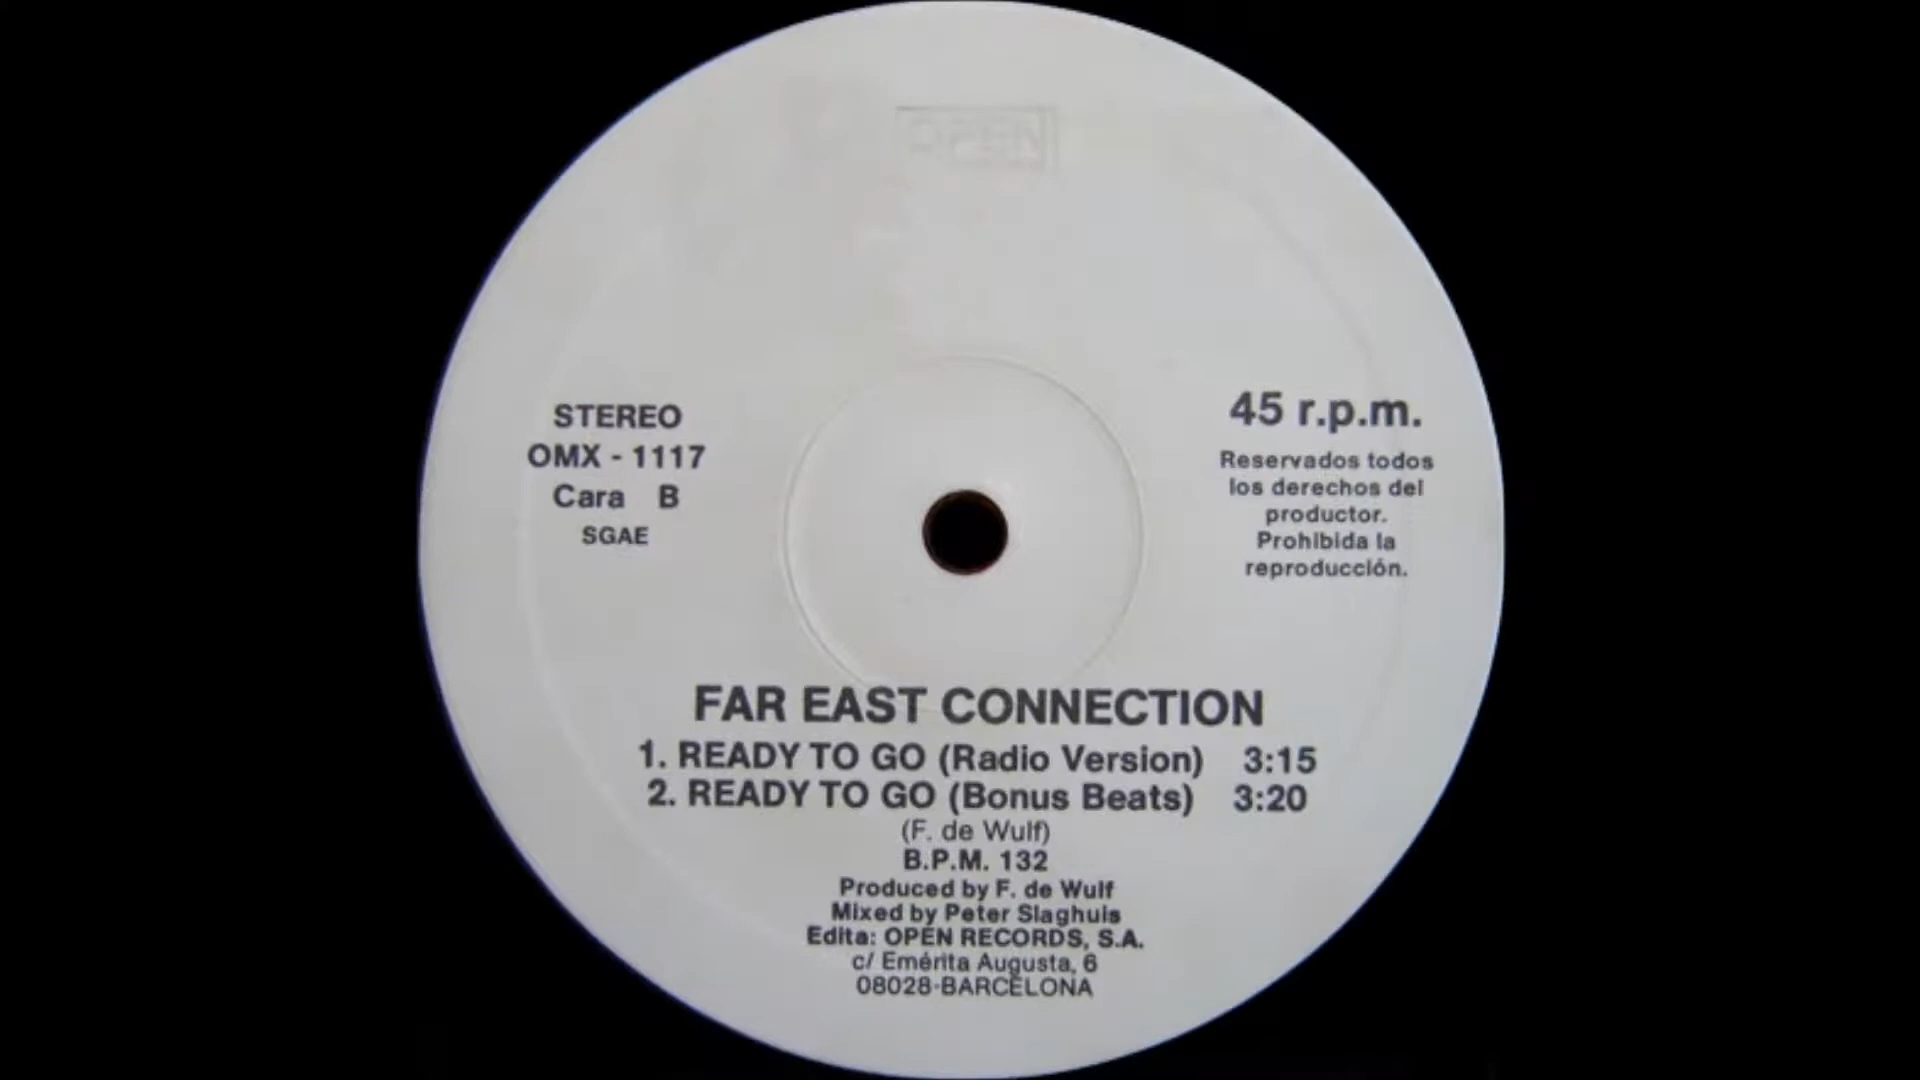 STEREO
OMX - 1117
Cara B
SGAE
45 r.p.m.
Reservados todos
los derechos del
productor.
Prohibida la
reproducción.
FAR EAST CONNECTION
1. READY TO GO (Radio Version) 3:15
2. READY TO GO (Bonus Beats) 3:20
(F. de Wulf)
B.P.M. 132
Produced by F. de Wulf
Mixed by Peter Slaghuis
Edita: OPEN RECORDS, S.A.
c/ Emérita Augusta, 6
08028-BARCELONA